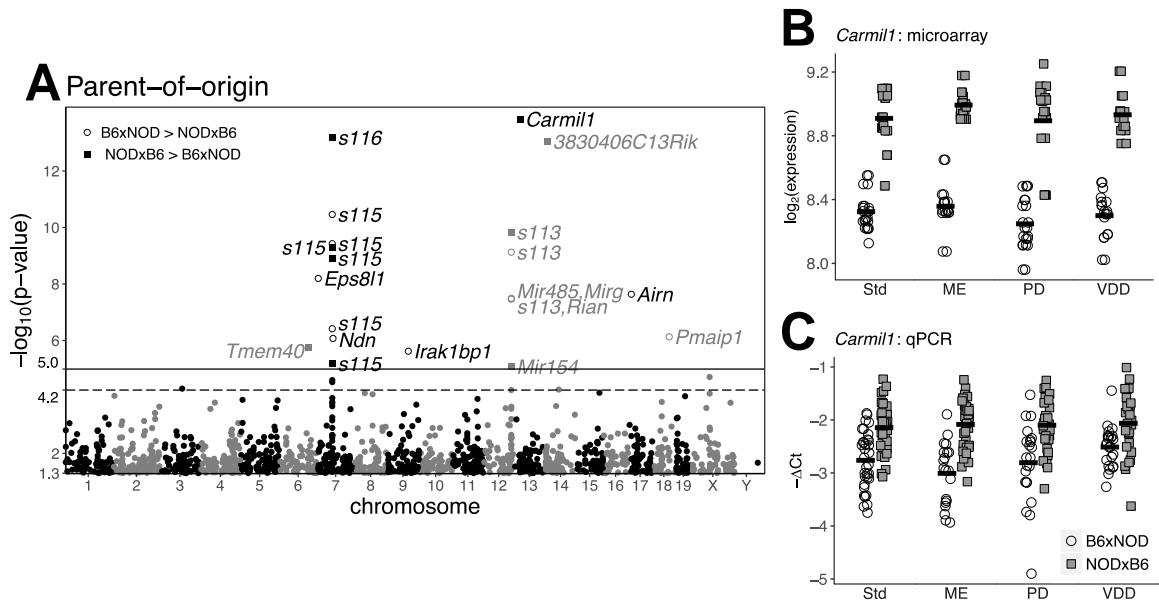 A Parent−of−origin
B6xNOD > NODxB6
NODxB6 > B6xNOD
Carmil1
s116
3830406C13Rik
s115
s113
s115
s115
s115
s113
Eps8l1
Mir485,Mirg
s113,Rian
Airn
s115
Ndn
Pmaip1
Tmem40
Irak1bp1
s115
Mir154
−log10(p−value)
12
10
8
6
5.0
4.2
2
1.3
1 2 3 4 5 6 7 8 9 10 11 12 13 14 15 16 17 18 19 X Y
chromosome
B Carmil1: microarray
log2(expression)
9.2
8.8
8.4
8.0
Std ME PD VDD
C Carmil1: qPCR
−ΔCt
−1
−2
−3
−4
−5
B6xNOD
NODxB6
Std ME PD VDD